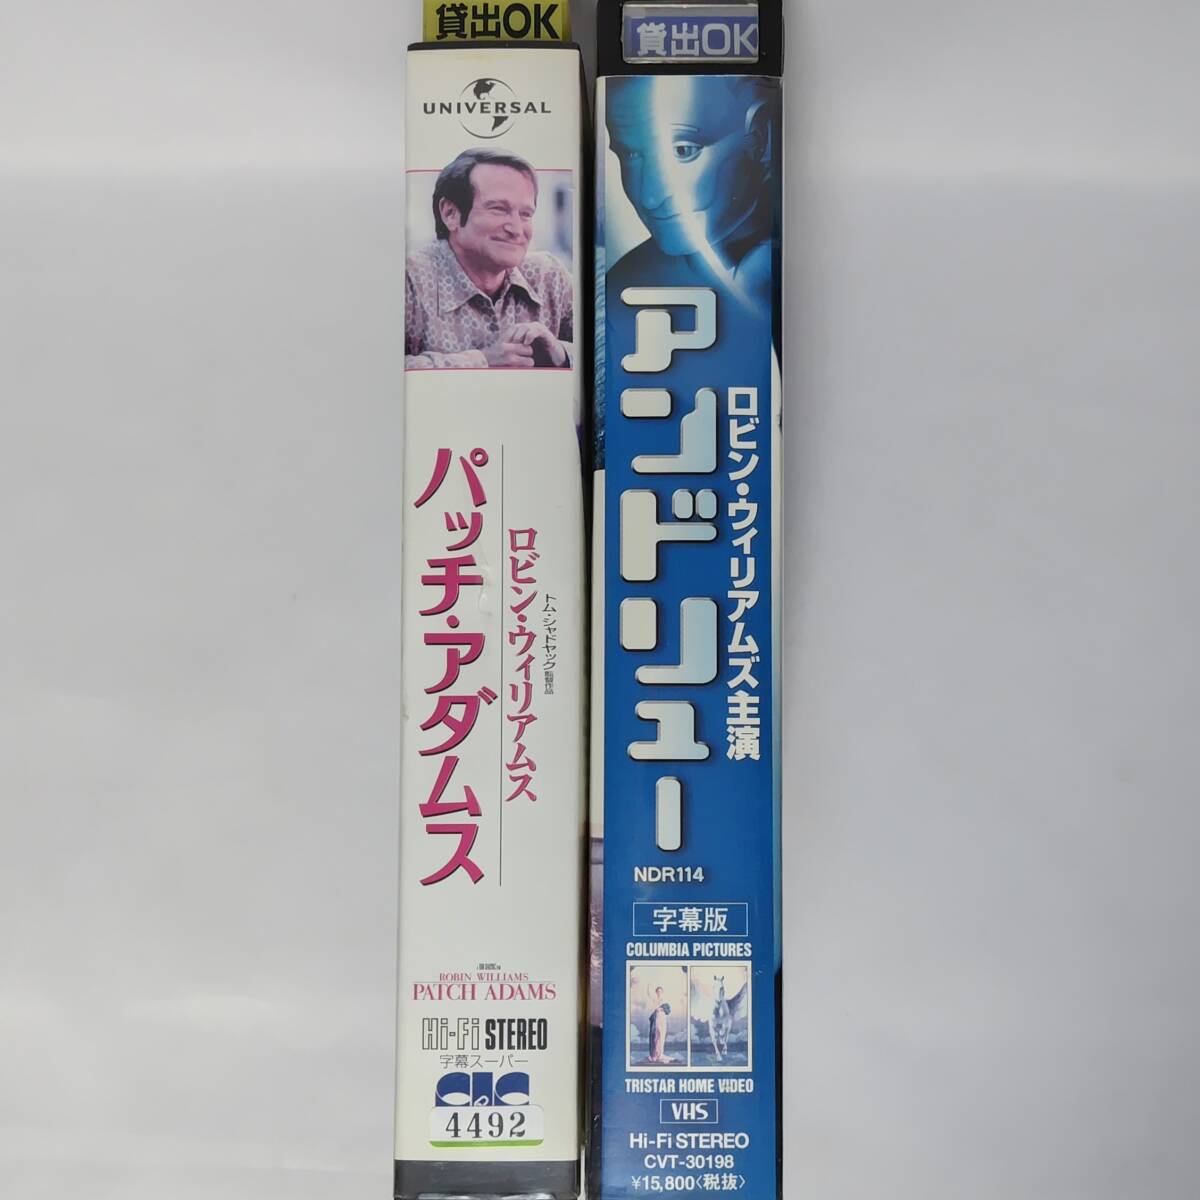 貸出OK
UNIVERSAL
パッチ・アダムス
ロビン・ウィリアムス
トム・シャドヤック監督作品
ROBIN WILLIAMS
PATCH ADAMS
Hi-Fi STEREO
字幕スーパー
CIC
4492
貸出OK
アンドリュー
ロビン・ウィリアムズ主演
NDR114
字幕版
COLUMBIA PICTURES
TRISTAR HOME VIDEO
VHS
Hi-Fi STEREO
CVT-30198
¥15,800〈税抜〉